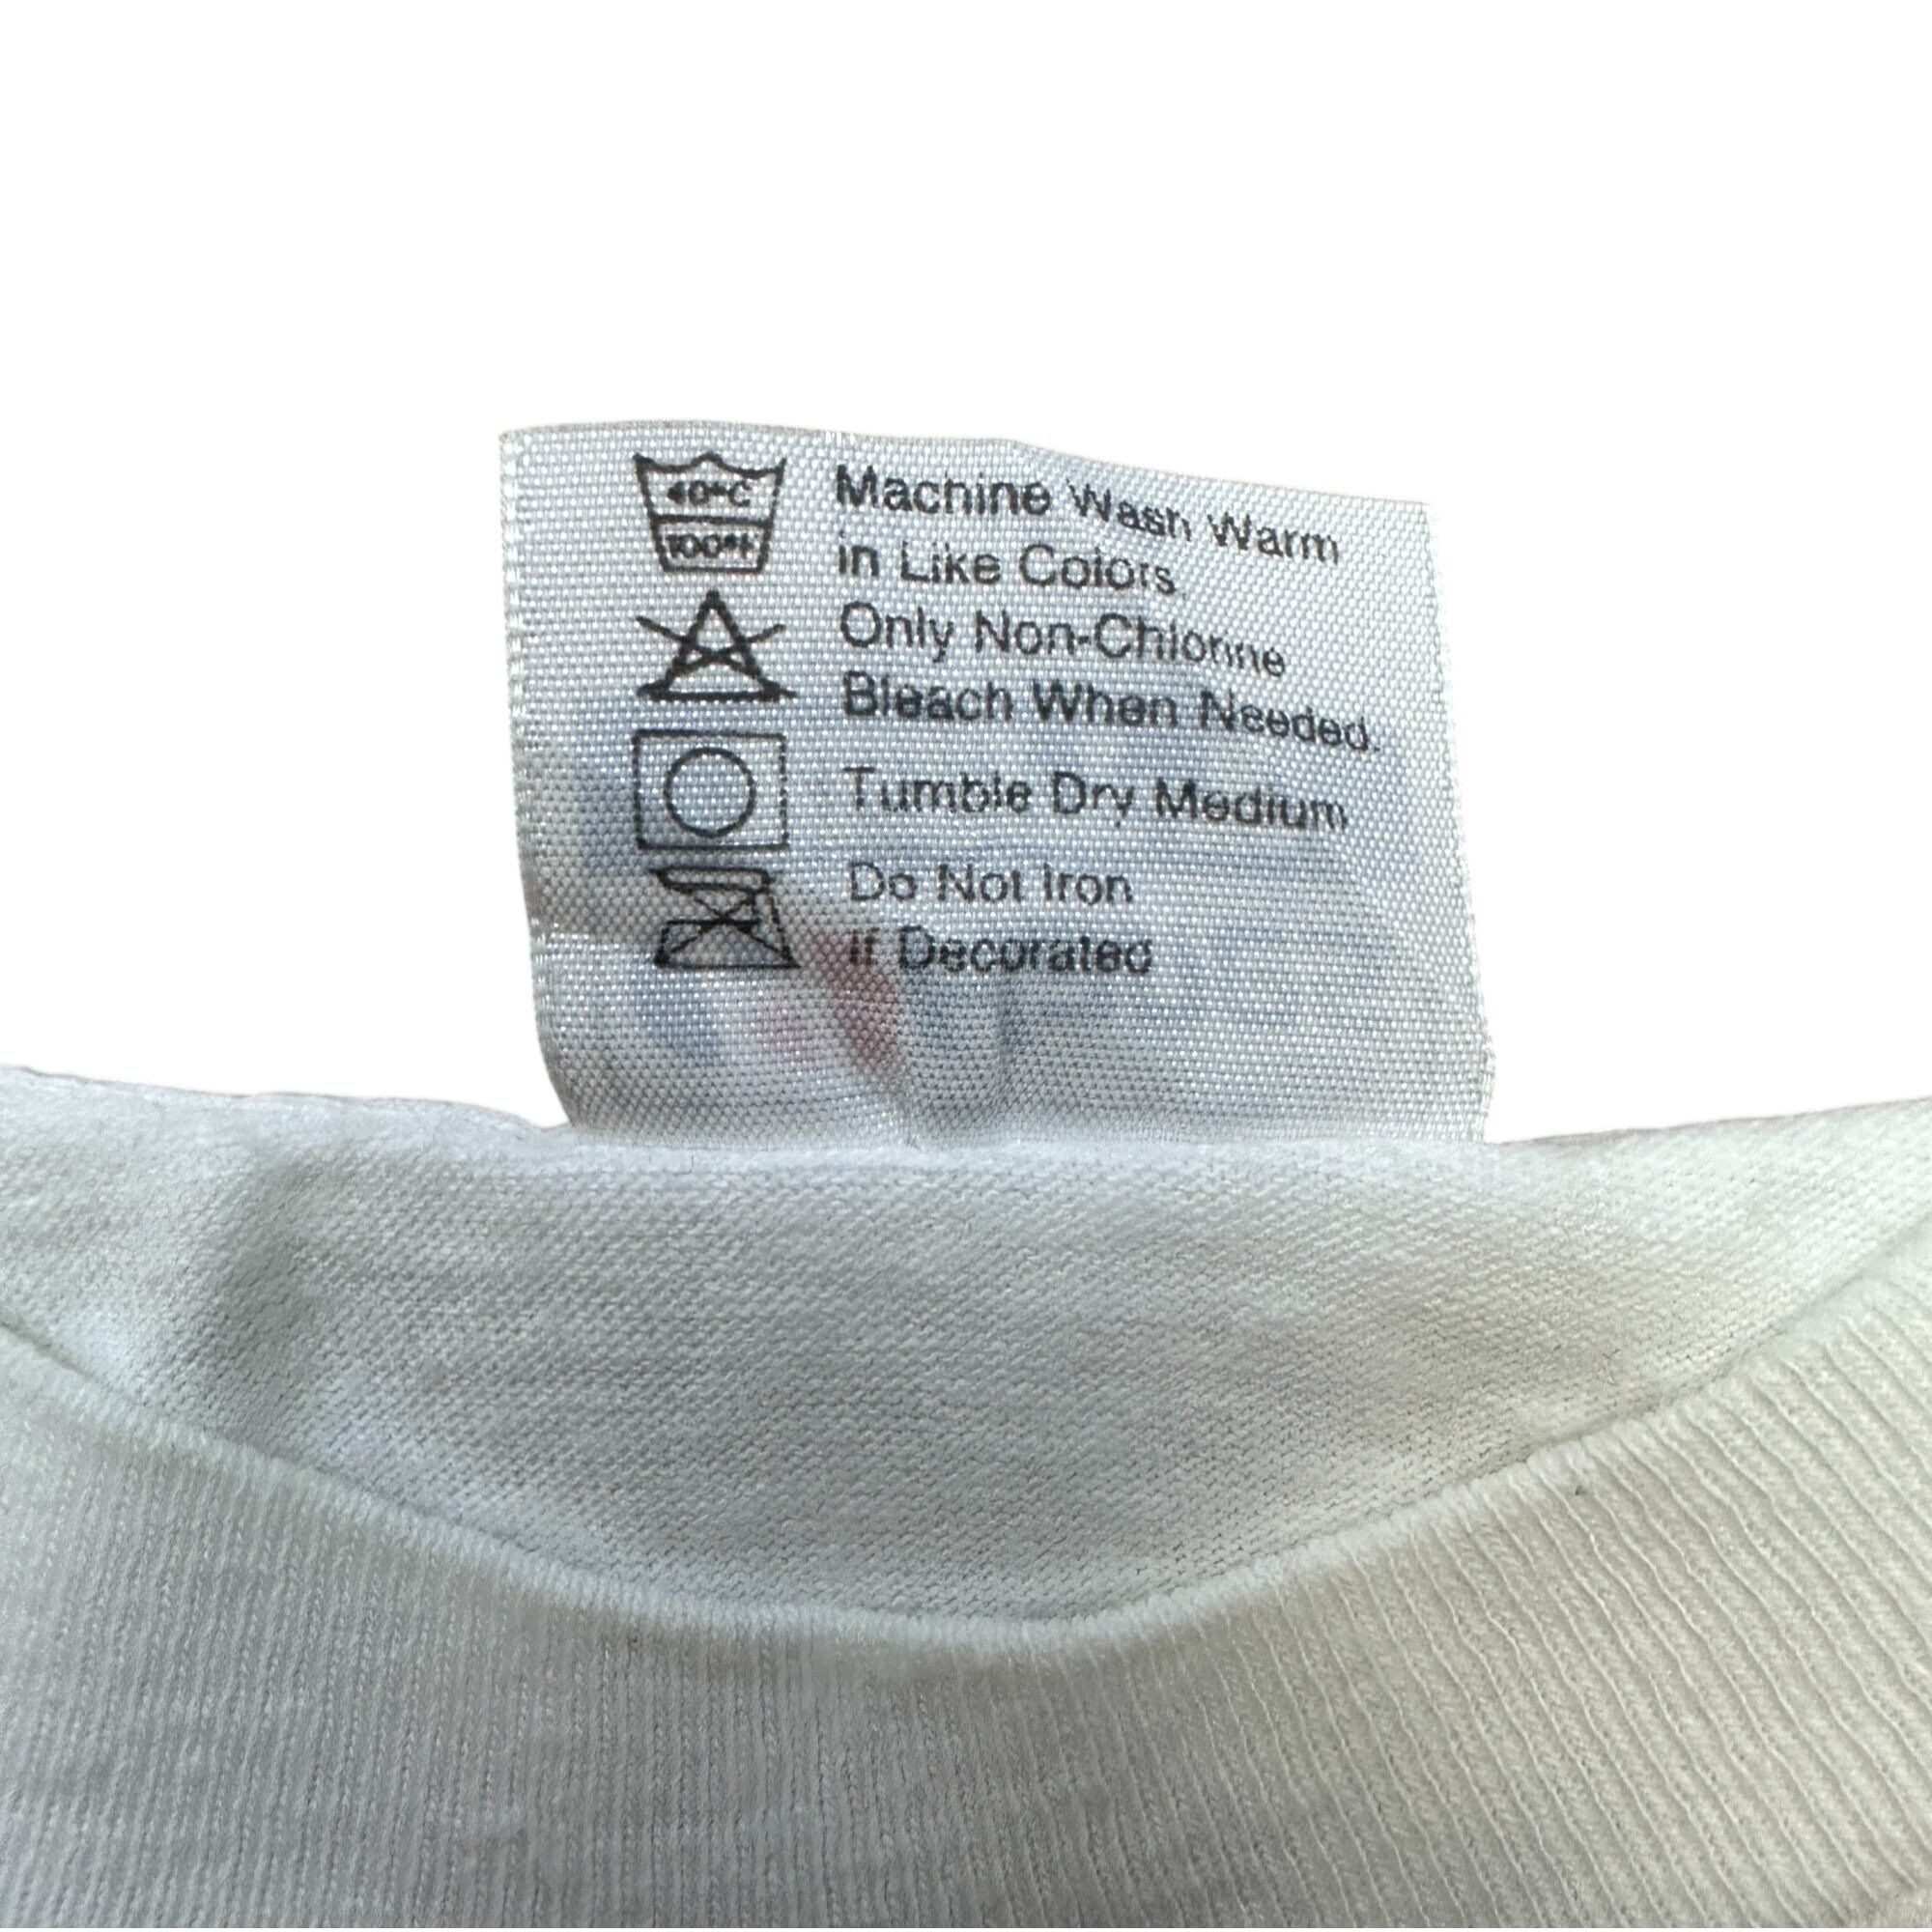 40°C
100°F
Machine Wash Warm
in Like Colors
Only Non-Chlorine
Bleach When Needed.
Tumble Dry Medium
Do Not Iron
If Decorated